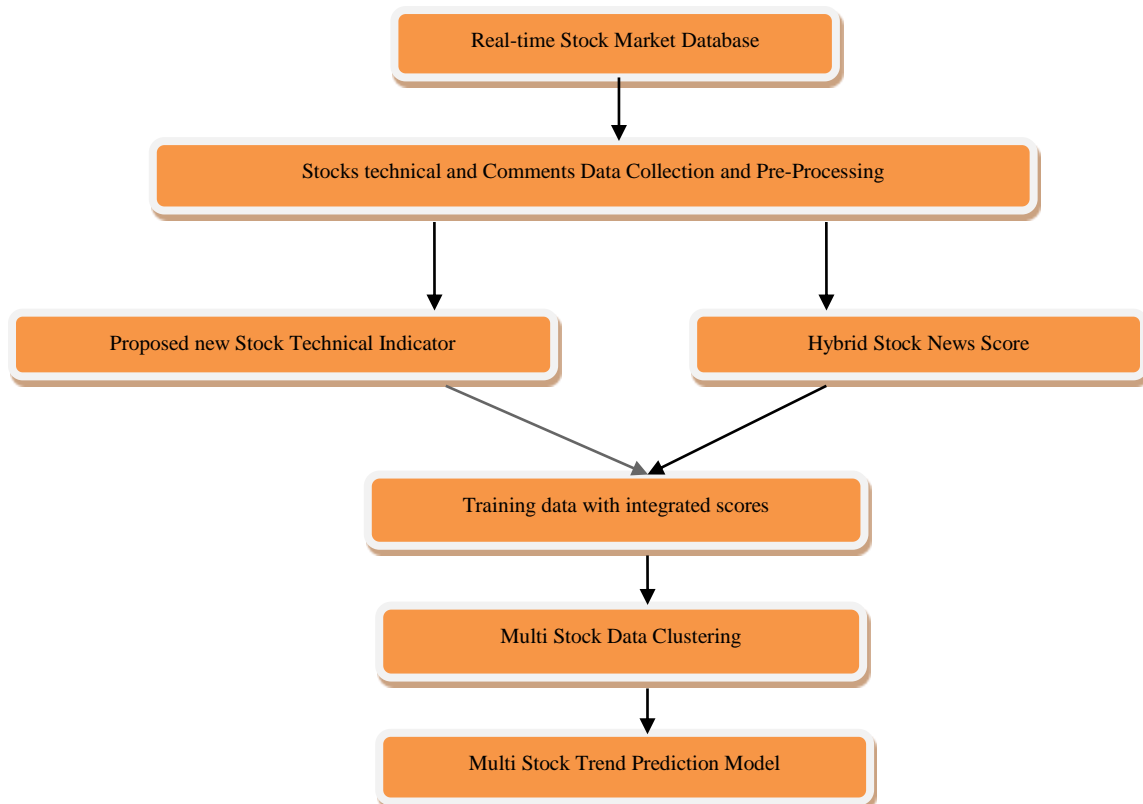 Real-time Stock Market Database
Stocks technical and Comments Data Collection and Pre-Processing
Proposed new Stock Technical Indicator
Hybrid Stock News Score
Training data with integrated scores
Multi Stock Data Clustering
Multi Stock Trend Prediction Model